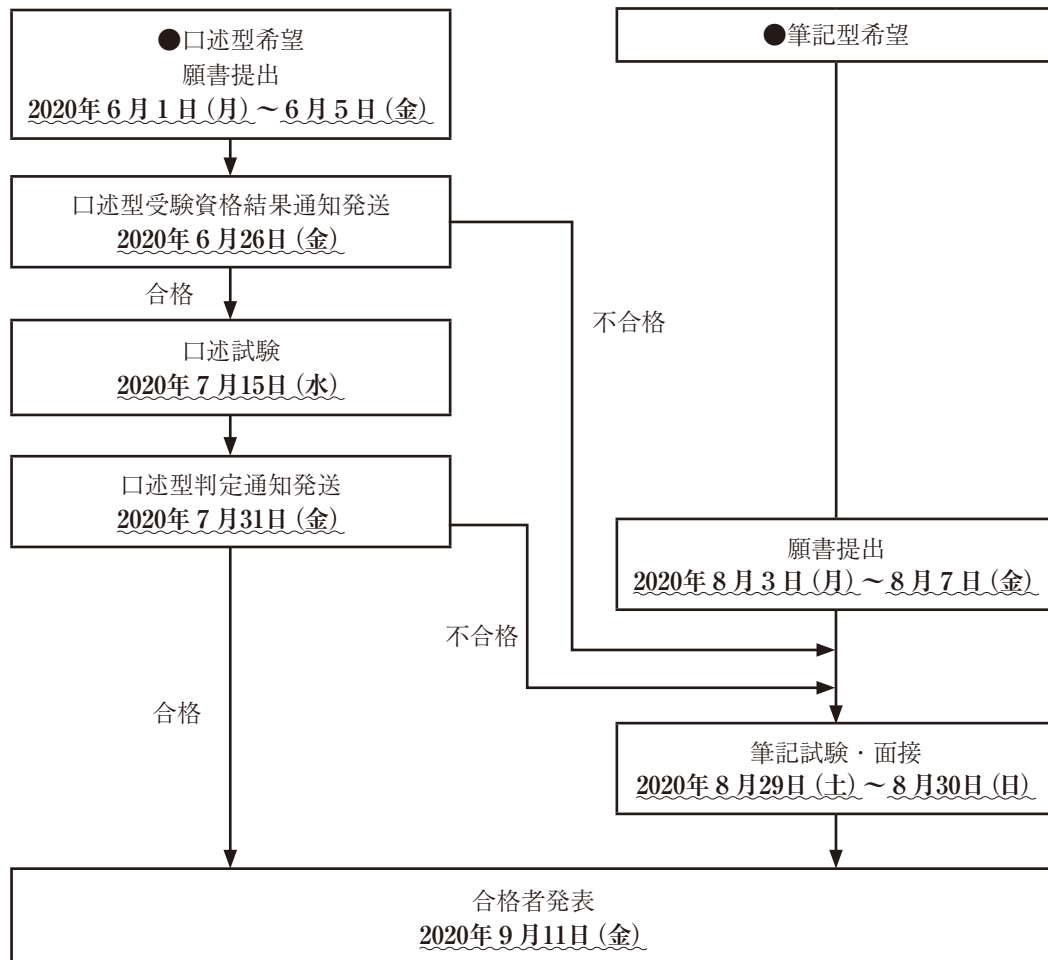 ●口述型希望
願書提出
2020年6月1日(月)~6月5日(金)
●筆記型希望
口述型受験資格結果通知発送
2020年6月26日(金)
合格
不合格
口述試験
2020年7月15日(水)
口述型判定通知発送
2020年7月31日(金)
願書提出
2020年8月3日(月)~8月7日(金)
不合格
合格
筆記試験・面接
2020年8月29日(土)~8月30日(日)
合格者発表
2020年9月11日(金)